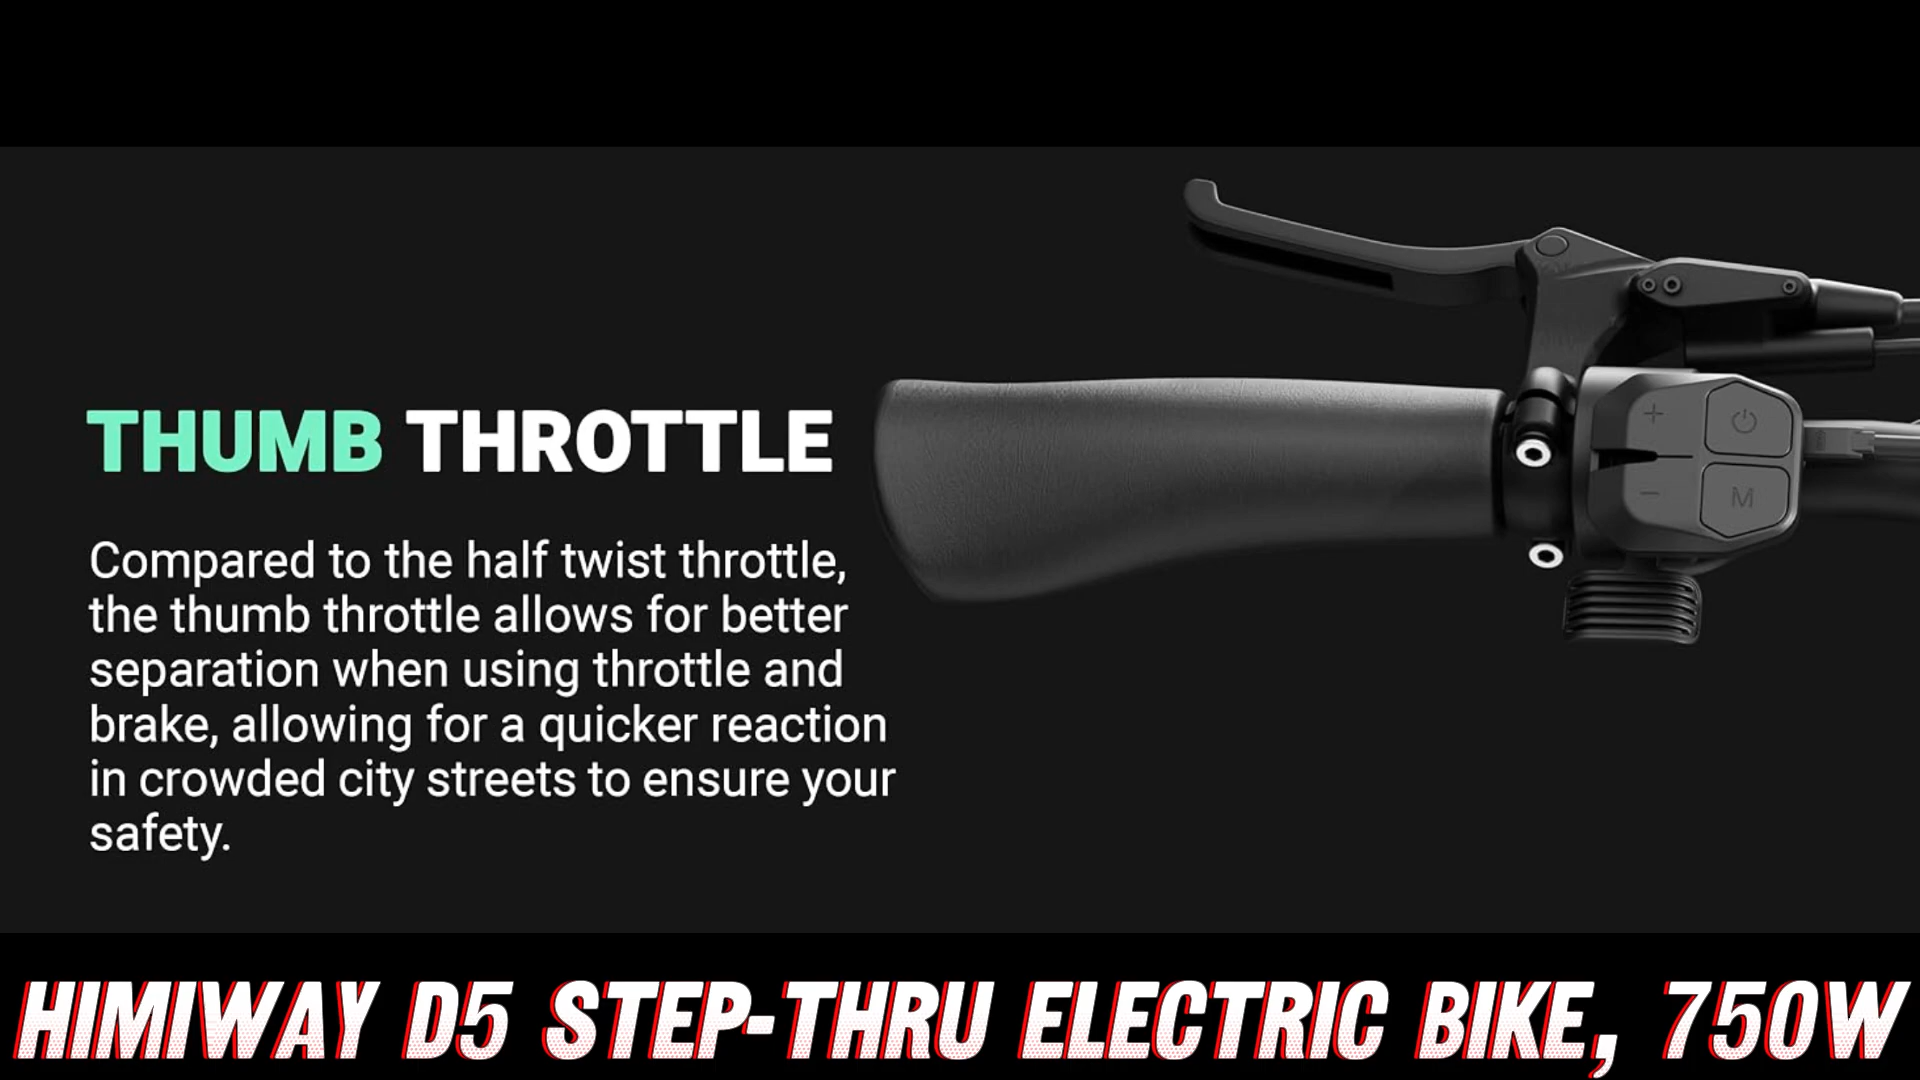 THUMB THROTTLE
Compared to the half twist throttle,
the thumb throttle allows for better
separation when using throttle and
brake, allowing for a quicker reaction
in crowded city streets to ensure your
safety.
+
−
M
HIMIWAY D5 STEP-THRU ELECTRIC BIKE, 750W